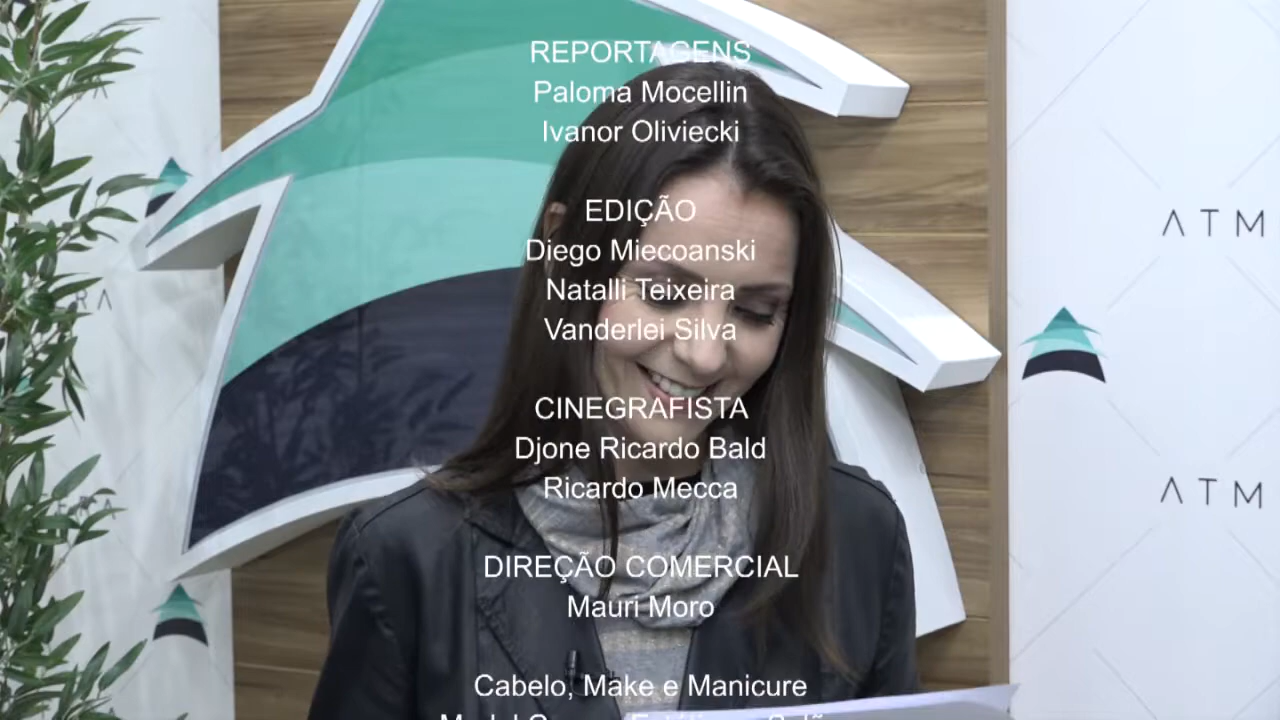 REPORTAGENS
Paloma Mocellin
Ivanor Oliviecki
EDIÇÃO
Diego Miecoanski
Natalli Teixeira
Vanderlei Silva
CINEGRAFISTA
Djone Ricardo Bald
Ricardo Mecca
DIREÇÃO COMERCIAL
Mauri Moro
Cabelo, Make e Manicure
ATM
ATM